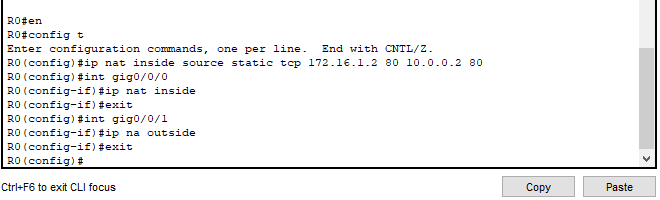 R0#en
R0#config t
Enter configuration commands, one per line.  End with CNTL/Z.
R0(config)#ip nat inside source static tcp 172.16.1.2 80 10.0.0.2 80
R0(config)#int gig0/0/0
R0(config-if)#ip nat inside
R0(config-if)#exit
R0(config)#int gig0/0/1
R0(config-if)#ip na outside
R0(config-if)#exit
R0(config)#
Ctrl+F6 to exit CLI focus
Copy
Paste